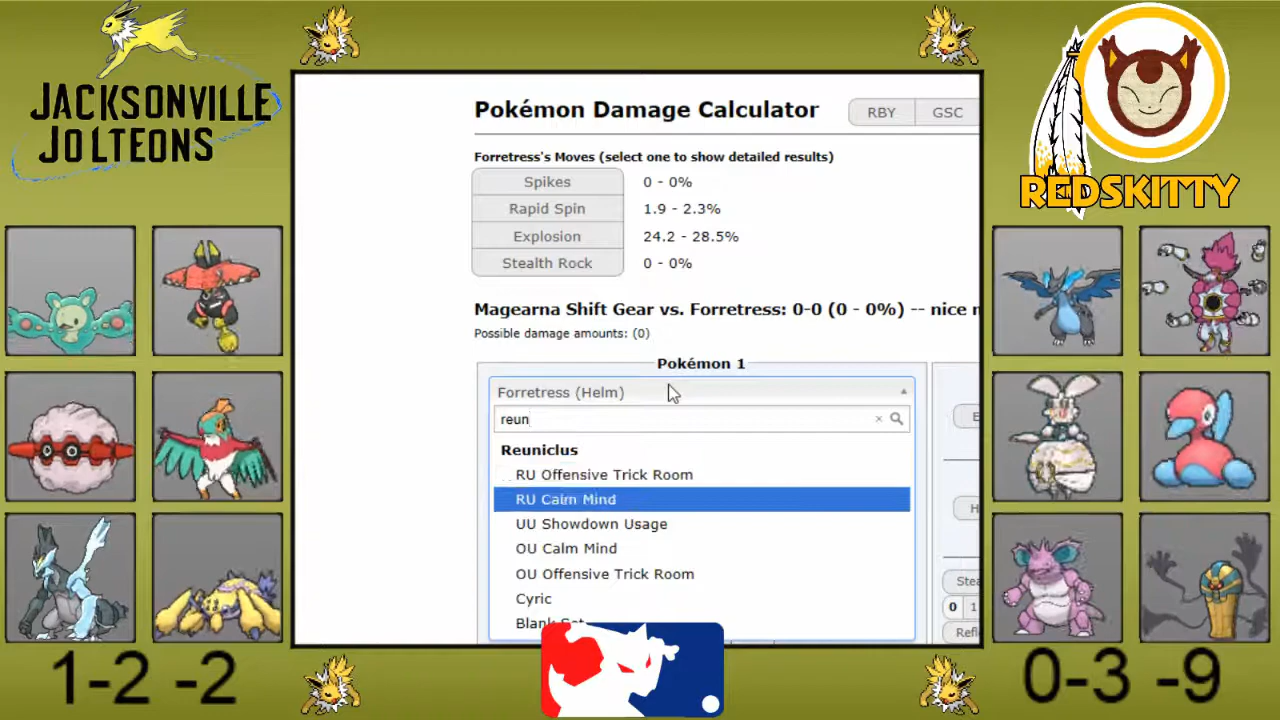 JACKSONVILLE
JOLTEONS
REDSKITTY
Pokémon Damage Calculator
RBY
GSC
Forretress's Moves (select one to show detailed results)
Spikes 0 - 0%
Rapid Spin 1.9 - 2.3%
Explosion 24.2 - 28.5%
Stealth Rock 0 - 0%
Magearna Shift Gear vs. Forretress: 0-0 (0 - 0%) -- nice
Possible damage amounts: (0)
Pokémon 1
Forretress (Helm)
reun
Reuniclus
RU Offensive Trick Room
RU Calm Mind
UU Showdown Usage
OU Calm Mind
OU Offensive Trick Room
Cyric
Stea
0 1
Refl
1-2 -2
0-3 -9